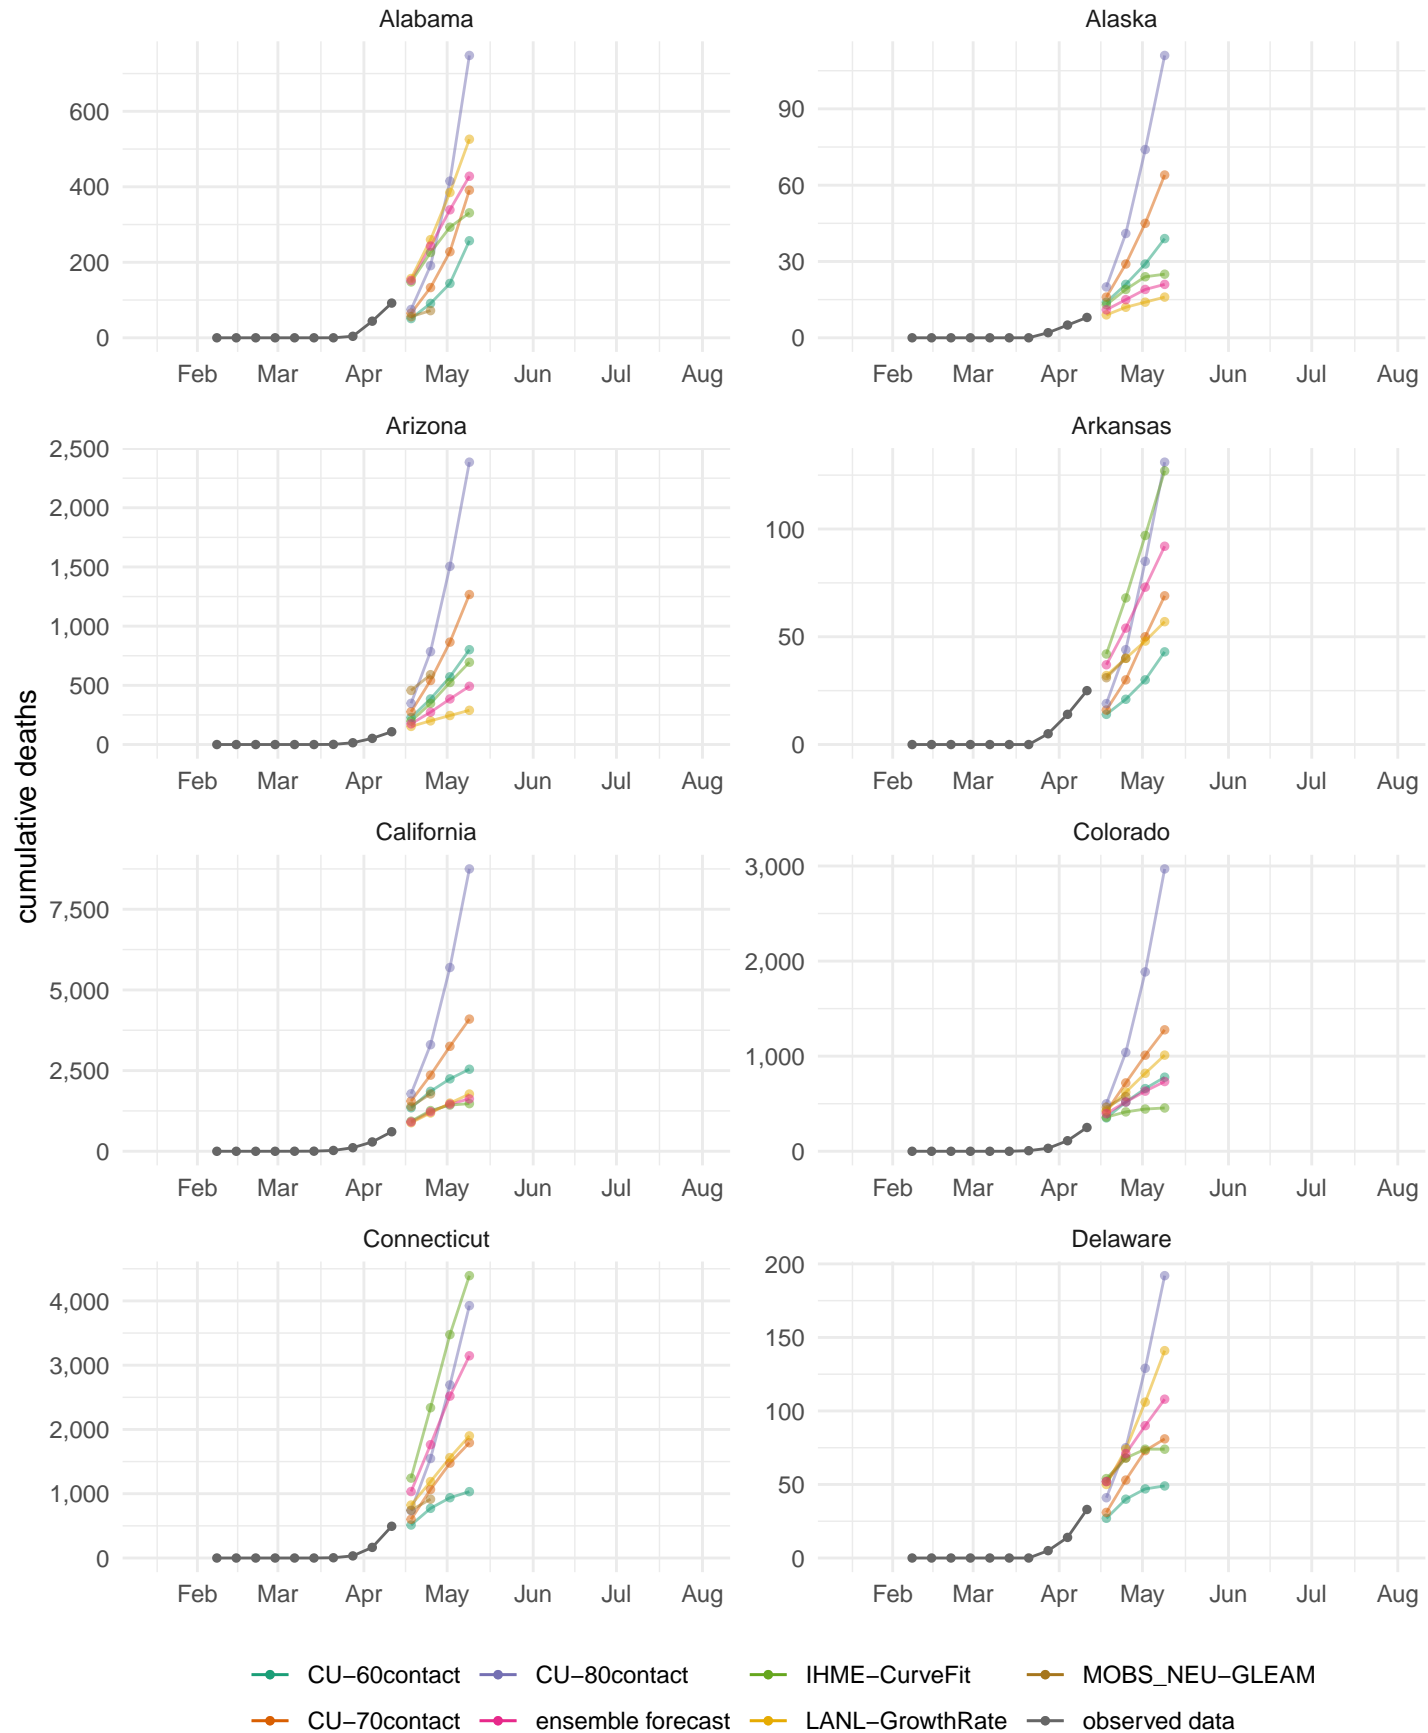 Alabama
Alaska
600
400
200
0
Feb Mar Apr May Jun Jul Aug
90
60
30
0
Feb Mar Apr May Jun Jul Aug
Arizona
Arkansas
2,500
2,000
1,500
1,000
500
0
Feb Mar Apr May Jun Jul Aug
100
50
0
Feb Mar Apr May Jun Jul Aug
cumulative deaths
California
Colorado
7,500
5,000
2,500
0
Feb Mar Apr May Jun Jul Aug
3,000
2,000
1,000
0
Feb Mar Apr May Jun Jul Aug
Connecticut
Delaware
4,000
3,000
2,000
1,000
0
Feb Mar Apr May Jun Jul Aug
200
150
100
50
0
Feb Mar Apr May Jun Jul Aug
CU−60contact CU−80contact IHME−CurveFit MOBS_NEU−GLEAM
CU−70contact ensemble forecast LANL−GrowthRate observed data